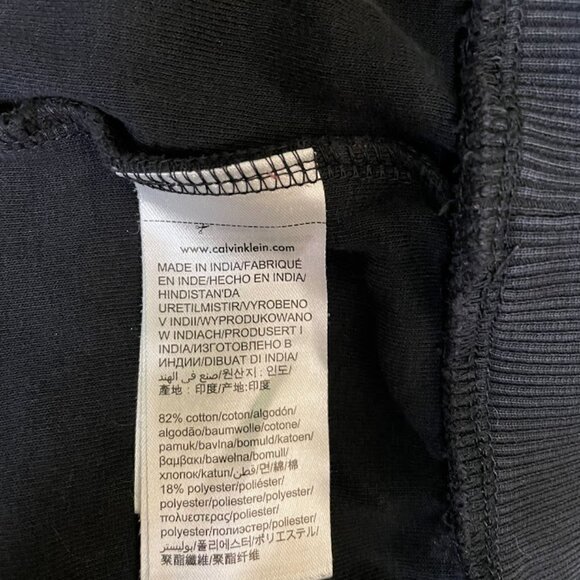 www.calvinklein.com
MADE IN INDIA/FABRIQUÉ
EN INDE/HECHO EN INDIA/
HINDISTAN'DA
URETILMISTIR/VYROBENO
V INDII/WYPRODUKOWANO
W INDIACH/PRODUSERT I
INDIA/ИЗГОТОВЛЕНО В
ИНДИИ/DIBUAT DI INDIA/
صنع في الهند/원산지 : 인도/
產地 : 印度/产地:印度
82% cotton/coton/algodón/
algodão/baumwolle/cotone/
pamuk/bavlna/bomuld/katoen/
βαμβακι/bawełna/bomull/
хлопок/katun/قطن/면/綿/棉
18% polyester/poliéster/
polyester/poliestere/polyester/
πολυεστερας/poliester/
polyester/полиэстер/poliester/
بوليستر/폴리에스터/ポリエステル/
聚酯纖維/聚酯纤维